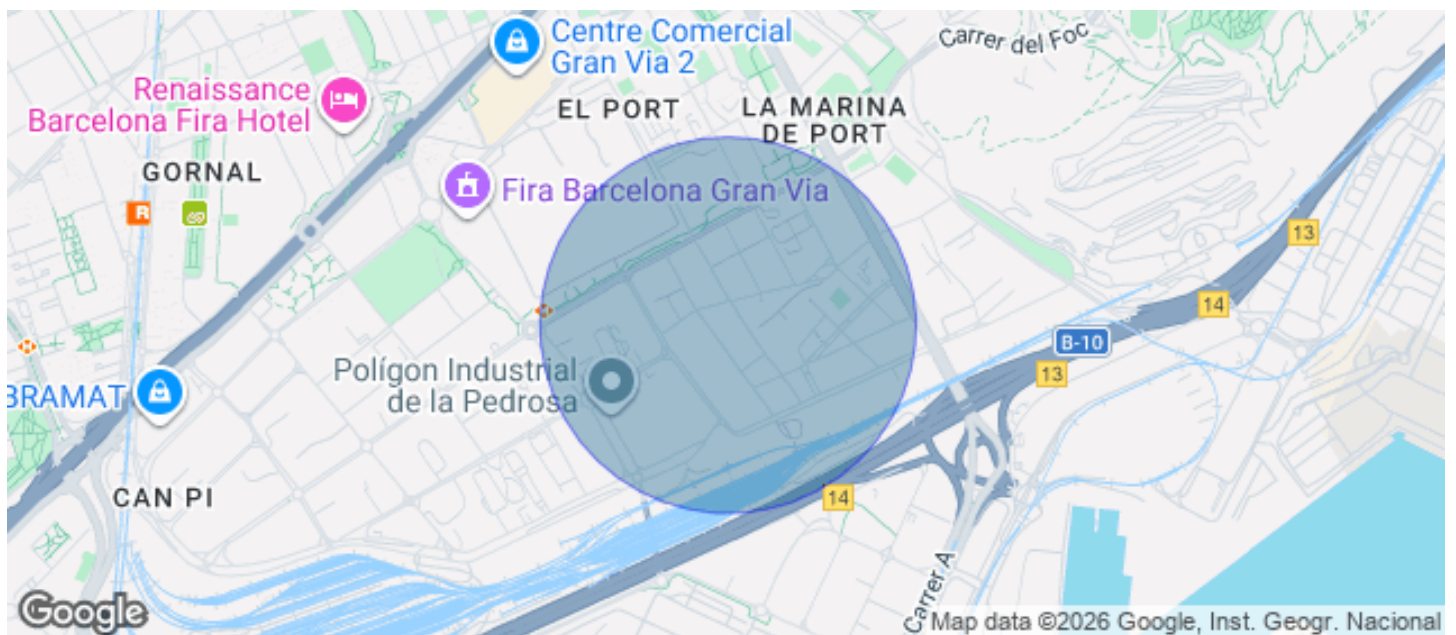 Centre Comercial
Gran Via 2
Carrer del Foc
Renaissance
Barcelona Fira Hotel
EL PORT
LA MARINA
DE PORT
GORNAL
Fira Barcelona Gran Via
R
13
14
B-10
13
Polígon Industrial
de la Pedrosa
BRAMAT
CAN PI
14
Carrer A
Google
Map data ©2026 Google, Inst. Geogr. Nacional